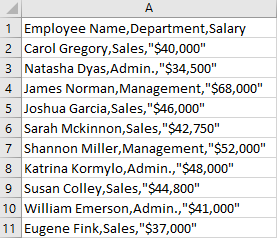 A
1 Employee Name,Department,Salary
2 Carol Gregory,Sales,"$40,000"
3 Natasha Dyas,Admin.,"$34,500"
4 James Norman,Management,"$68,000"
5 Joshua Garcia,Sales,"$46,000"
6 Sarah Mckinnon,Sales,"$42,750"
7 Shannon Miller,Management,"$52,000"
8 Katrina Kormylo,Admin.,"$48,000"
9 Susan Colley,Sales,"$44,800"
10 William Emerson,Admin.,"$41,000"
11 Eugene Fink,Sales,"$37,000"